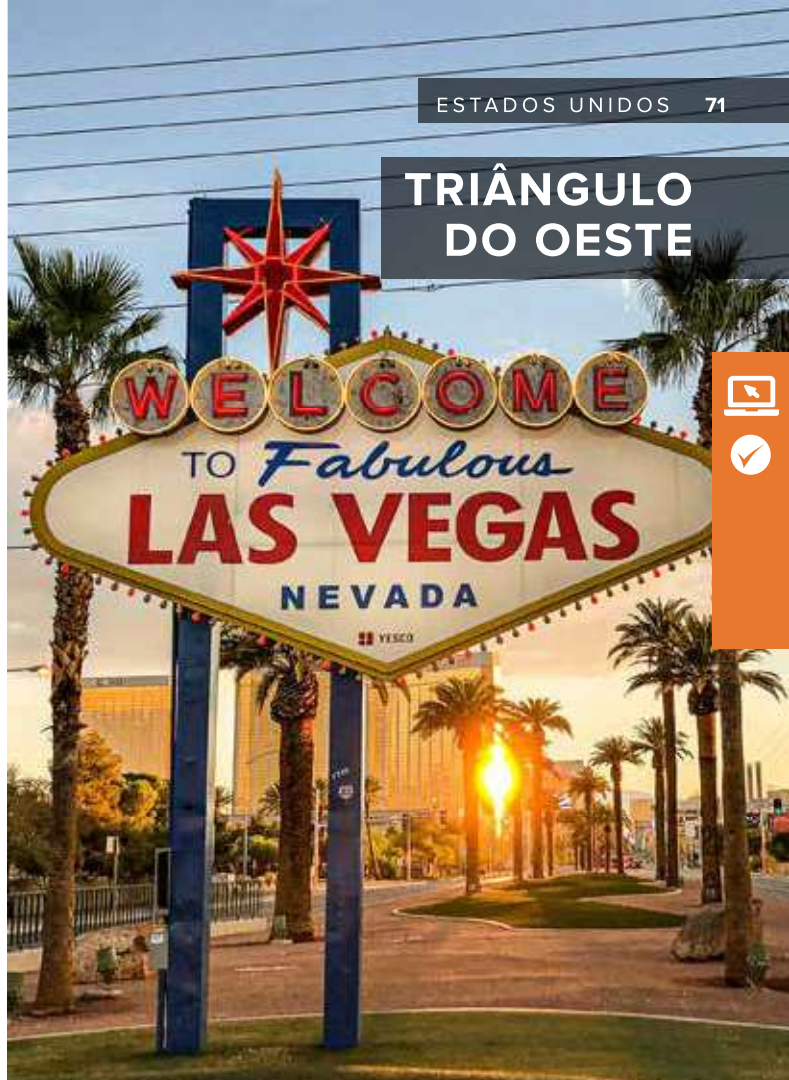 ESTADOS UNIDOS 71
TRIÂNGULO
DO OESTE
WELCOME
TO Fabulous
LAS VEGAS
NEVADA
YESCO